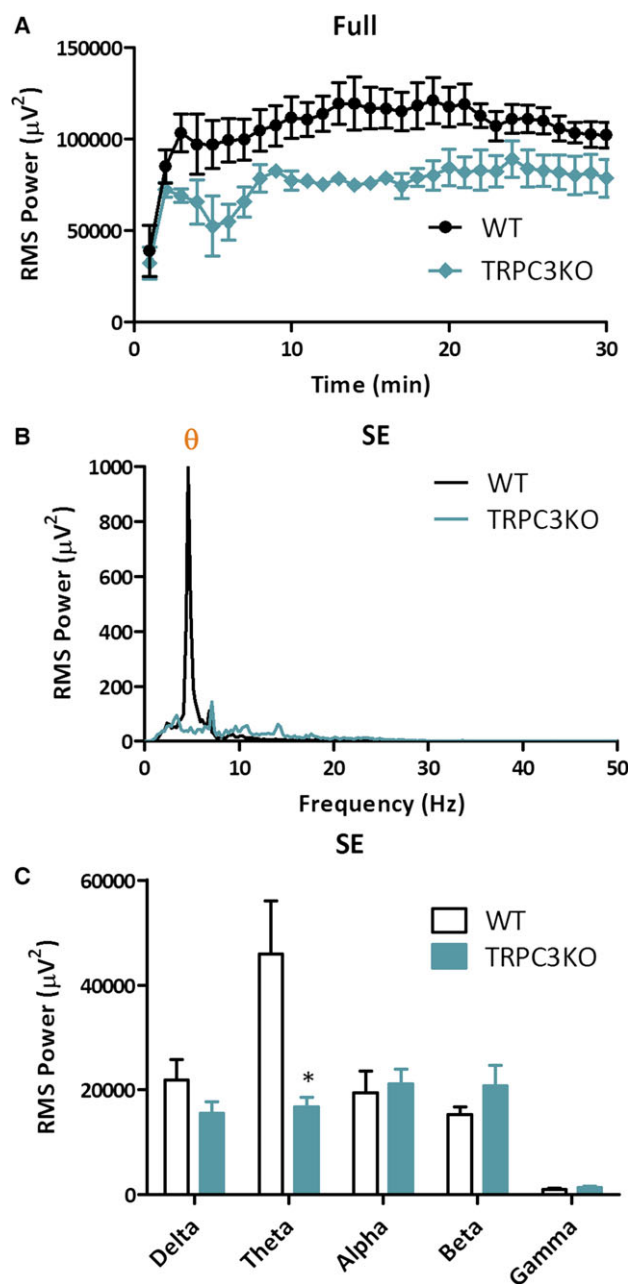 A
Full
RMS Power (μV²)
150000
100000
50000
0
WT
TRPC3KO
10
20
30
Time (min)
B
θ
SE
RMS Power (μV²)
1000
800
600
400
200
0
WT
TRPC3KO
0
10
20
30
40
50
Frequency (Hz)
C
SE
RMS Power (μV²)
60000
40000
20000
0
WT
TRPC3KO
*
Delta
Theta
Alpha
Beta
Gamma